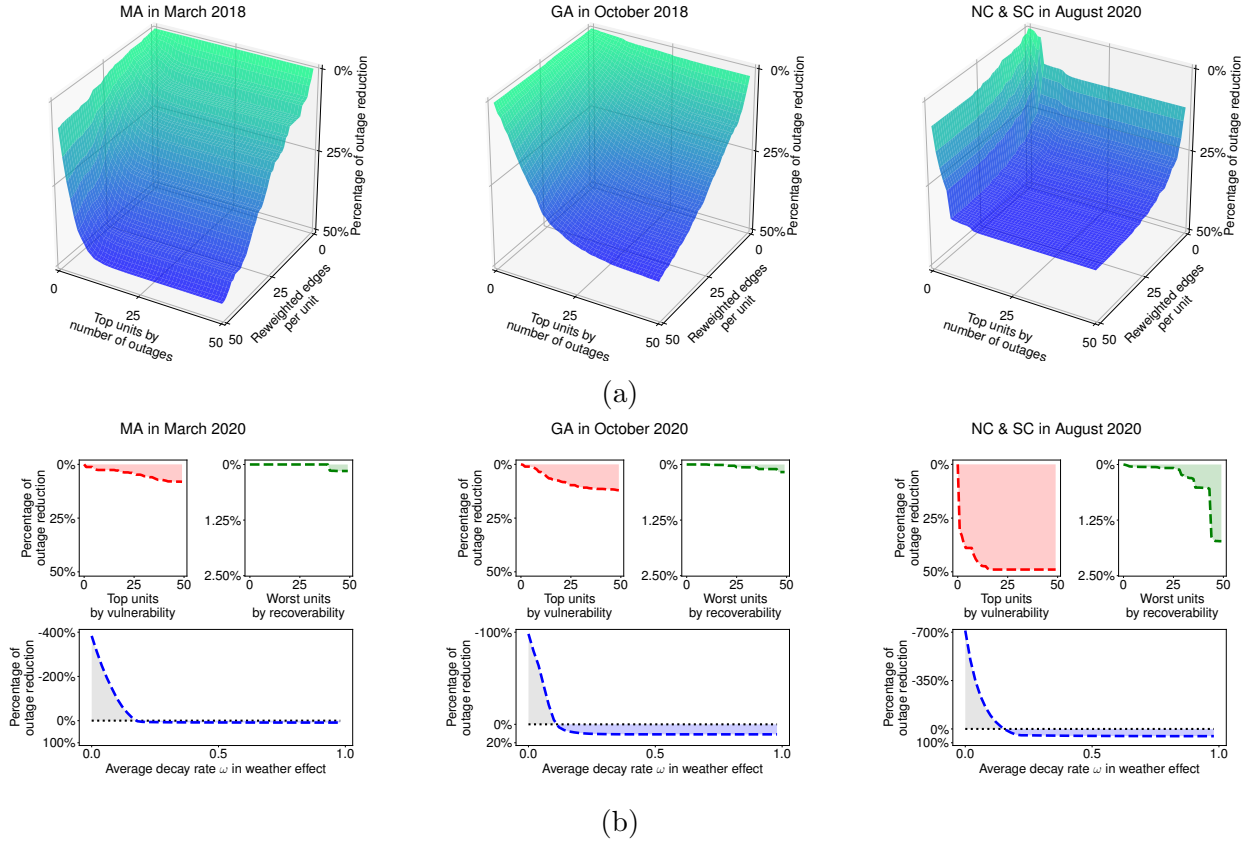 MA in March 2018
GA in October 2018
NC & SC in August 2020
0%
25%
50%
Percentage of outage reduction
0
25
50
Reweighted edges
per unit
0
25
50
Top units by
number of outages
0%
25%
50%
Percentage of outage reduction
0
25
50
Reweighted edges
per unit
0
25
50
Top units by
number of outages
0%
25%
50%
Percentage of outage reduction
0
25
50
Reweighted edges
per unit
0
25
50
Top units by
number of outages
(a)
MA in March 2020
GA in October 2020
NC & SC in August 2020
Percentage of
outage reduction
0%
25%
50%
0 25 50
Top units
by vulnerability
0%
1.25%
2.50%
0 25 50
Worst units
by recoverability
Percentage of
outage reduction
0%
25%
50%
0 25 50
Top units
by vulnerability
0%
1.25%
2.50%
0 25 50
Worst units
by recoverability
Percentage of
outage reduction
0%
25%
50%
0 25 50
Top units
by vulnerability
0%
1.25%
2.50%
0 25 50
Worst units
by recoverability
Percentage of
outage reduction
-400%
-200%
0%
100%
0.0 0.5 1.0
Average decay rate ω in weather effect
Percentage of
outage reduction
-100%
0%
20%
0.0 0.5 1.0
Average decay rate ω in weather effect
Percentage of
outage reduction
-700%
-350%
0%
100%
0.0 0.5 1.0
Average decay rate ω in weather effect
(b)